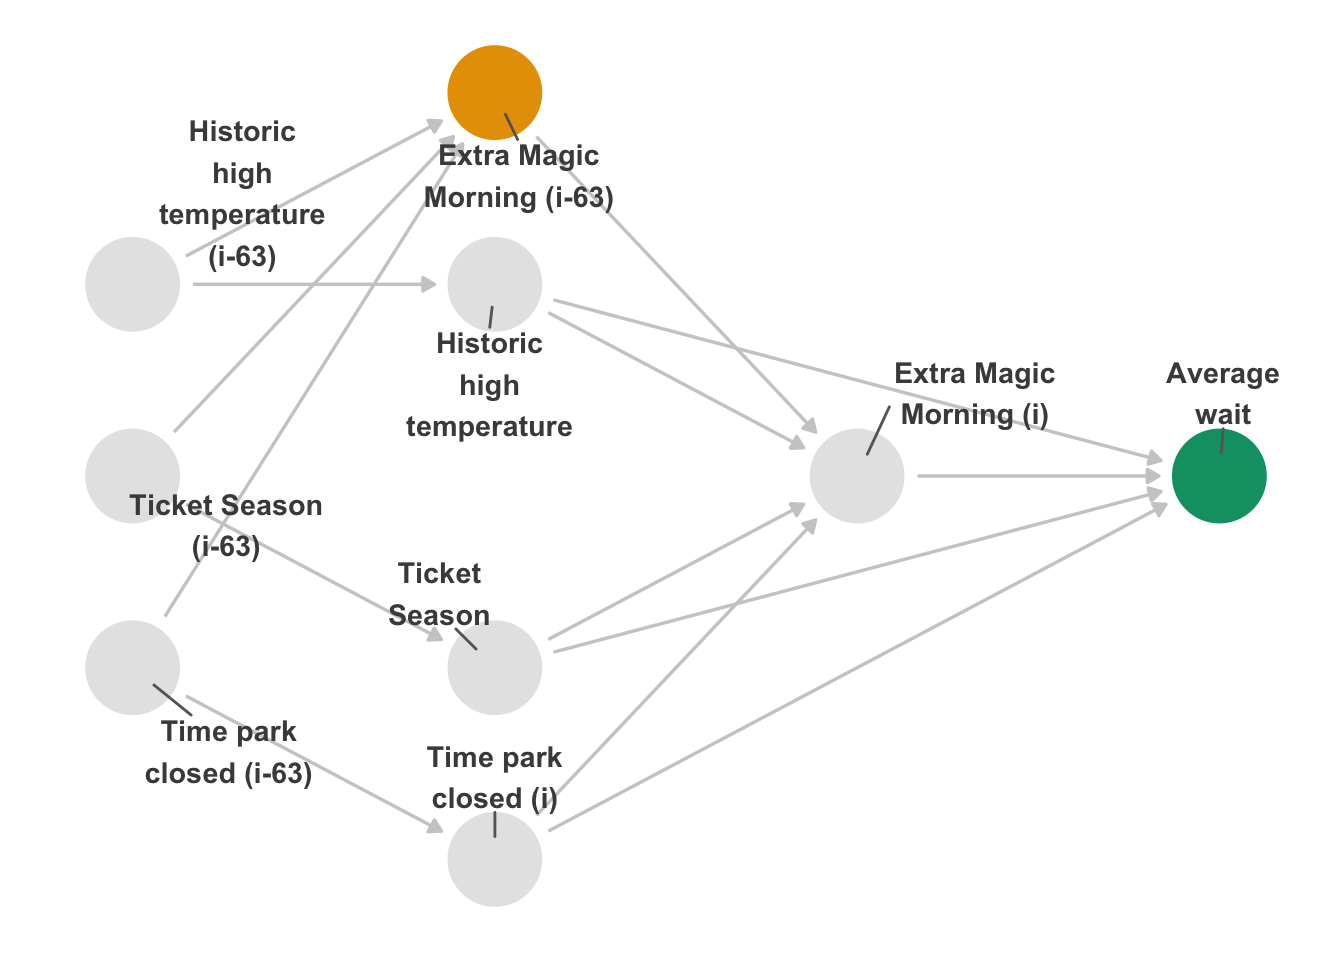 Historic
high
temperature
(i-63)
Extra Magic
Morning (i-63)
Historic
high
temperature
Extra Magic
Morning (i)
Average
wait
Ticket Season
(i-63)
Ticket
Season
Time park
closed (i-63)
Time park
closed (i)